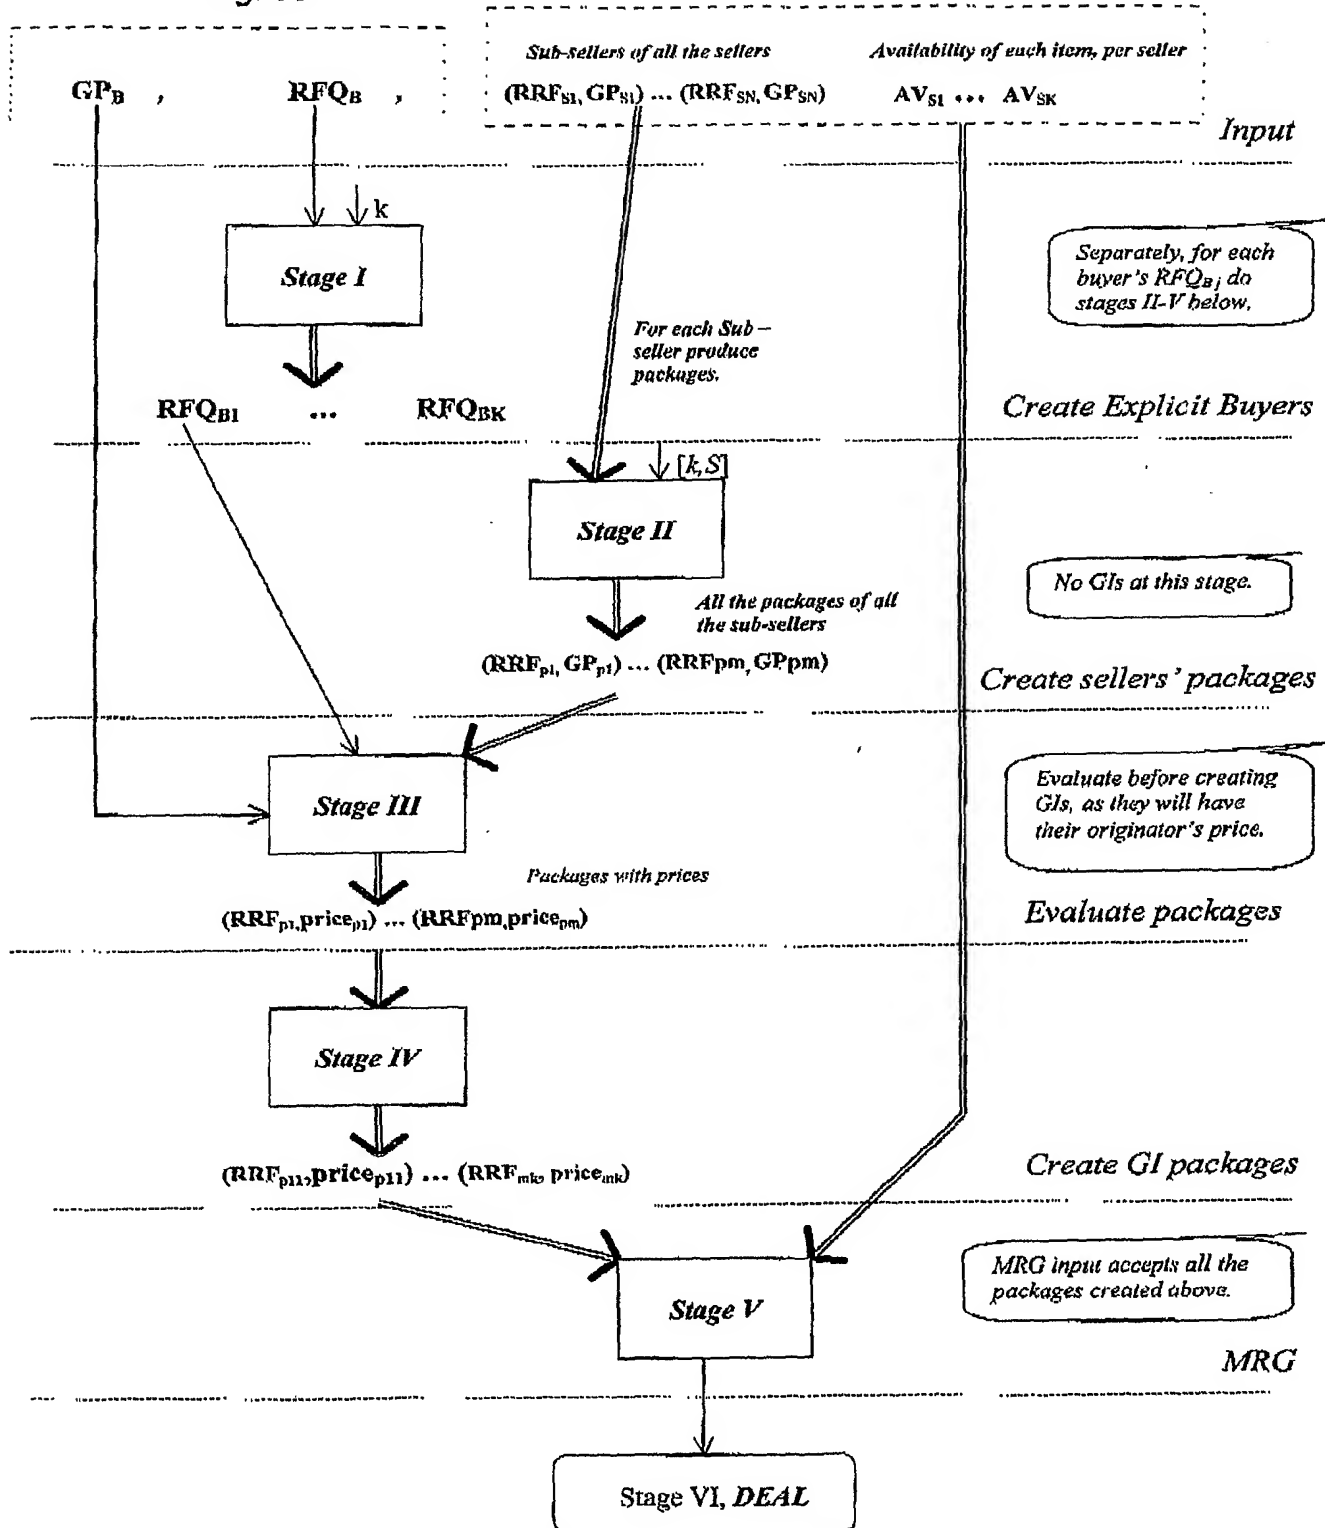 Sub-sellers of all the sellers
Availability of each item, per seller
GP_B , RFQ_B ,
(RRF_S1, GP_S1) ... (RRF_SN, GP_SN)
AV_S1 ... AV_SK
Input
k
Stage I
Separately, for each
buyer's RFQ_Bj do
stages II-V below.
For each Sub –
seller produce
packages.
RFQ_B1 ... RFQ_BK
Create Explicit Buyers
[k,S]
Stage II
No GIs at this stage.
All the packages of all
the sub-sellers
(RRF_p1, GP_p1) ... (RRFpm, GPpm)
Create sellers' packages
Stage III
Evaluate before creating
GIs, as they will have
their originator's price.
Packages with prices
(RRF_p1,price_p1) ... (RRFpm,price_pm)
Evaluate packages
Stage IV
(RRF_p11,price_p11) ... (RRF_mk, price_mk)
Create GI packages
MRG input accepts all the
packages created above.
Stage V
MRG
Stage VI, DEAL